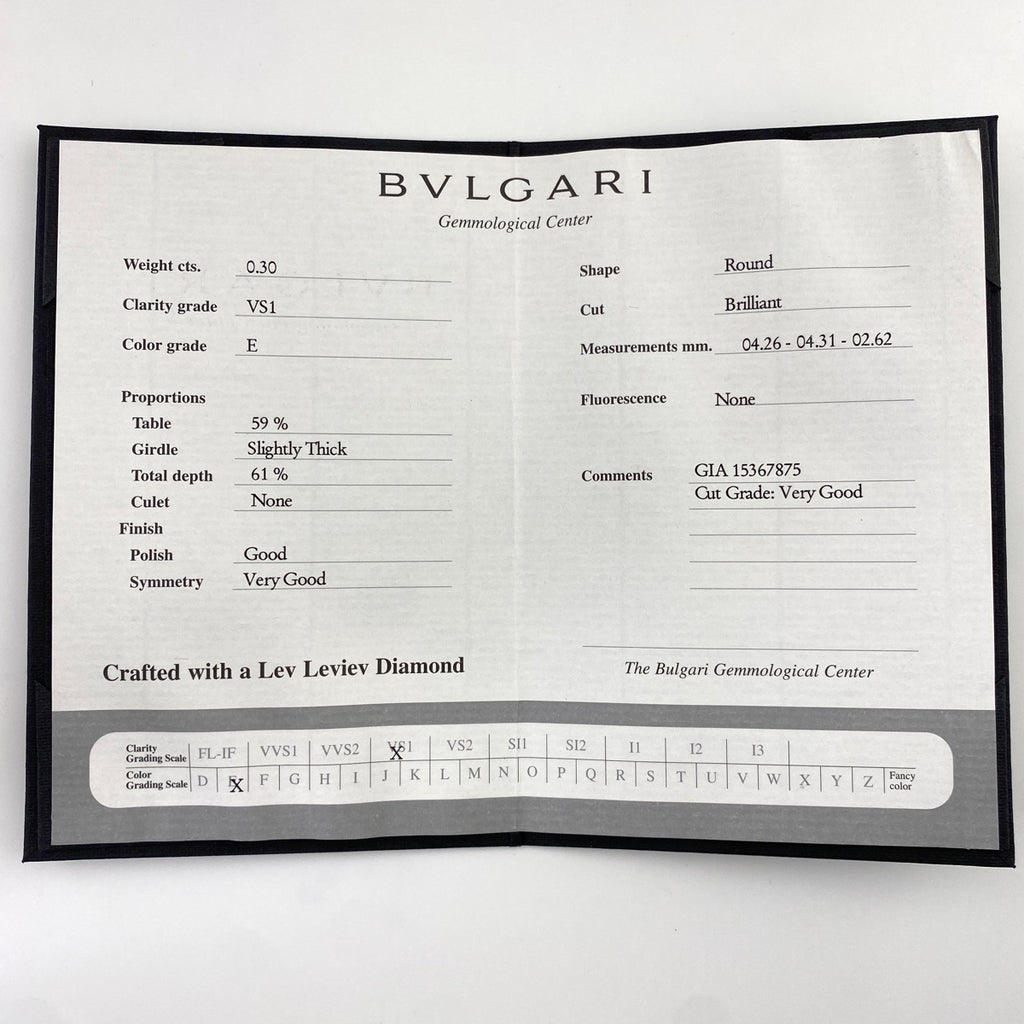 BVLGARI
Gemmological Center
Weight cts. 0.30
Clarity grade VS1
Color grade E
Proportions
Table 59 %
Girdle Slightly Thick
Total depth 61 %
Culet None
Finish
Polish Good
Symmetry Very Good
Crafted with a Lev Leviev Diamond
Shape Round
Cut Brilliant
Measurements mm. 04.26 - 04.31 - 02.62
Fluorescence None
Comments GIA 15367875
Cut Grade: Very Good
The Bulgari Gemmological Center
Clarity
Grading Scale FL-IF VVS1 VVS2 VS1 X VS2 SI1 SI2 I1 I2 I3
Color
Grading Scale D E X F G H I J K L M N O P Q R S T U V W X Y Z Fancy
color